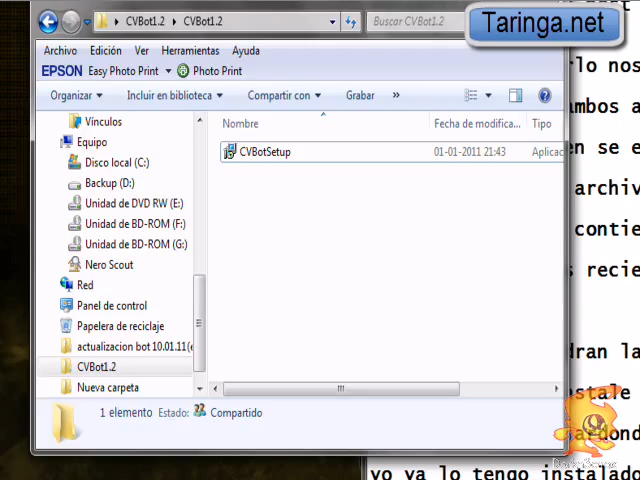 CVBot1.2 ▸ CVBot1.2
Buscar CVBot1.2
Taringa.net
Archivo Edición Ver Herramientas Ayuda
EPSON Easy Photo Print Photo Print
Organizar Incluir en biblioteca Compartir con Grabar »
Nombre Fecha de modifica... Tipo
CVBotSetup 01-01-2011 21:43 Aplicac
Vínculos
Equipo
Disco local (C:)
Backup (D:)
Unidad de DVD RW (E:)
Unidad de BD-ROM (F:)
Unidad de BD-ROM (G:)
Nero Scout
Red
Panel de control
Papelera de reciclaje
actualizacion bot 10.01.11(
CVBot1.2
Nueva carpeta
1 elemento Estado: Compartido
rlo nos
ambos a
en se e
archiv
contie
s recie
dran la
stale
ardond
yo ya lo tengo instalado